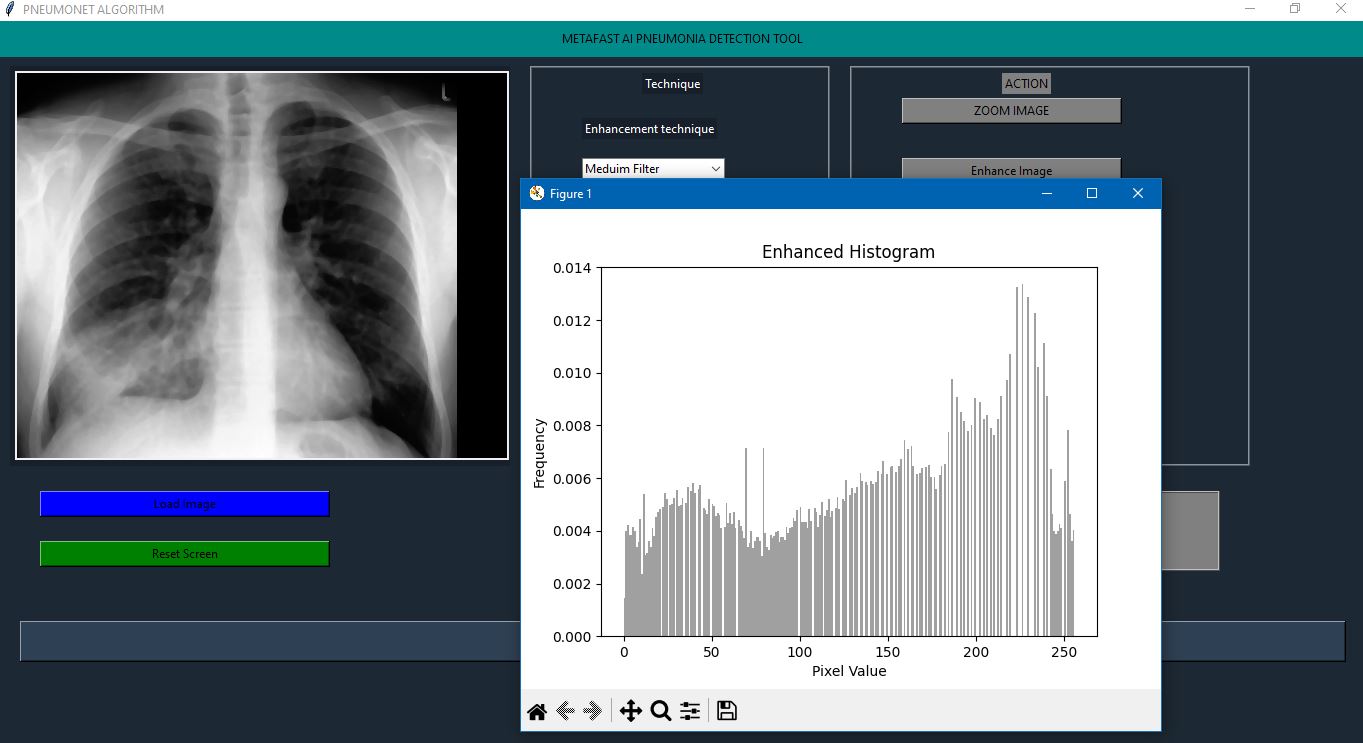 PNEUMONET ALGORITHM
METAFAST AI PNEUMONIA DETECTION TOOL
L
Technique
Enhancement technique
Meduim Filter
ACTION
ZOOM IMAGE
Enhance Image
Figure 1
Enhanced Histogram
0.014
0.012
0.010
0.008
0.006
0.004
0.002
0.000
Frequency
0 50 100 150 200 250
Pixel Value
Load Image
Reset Screen